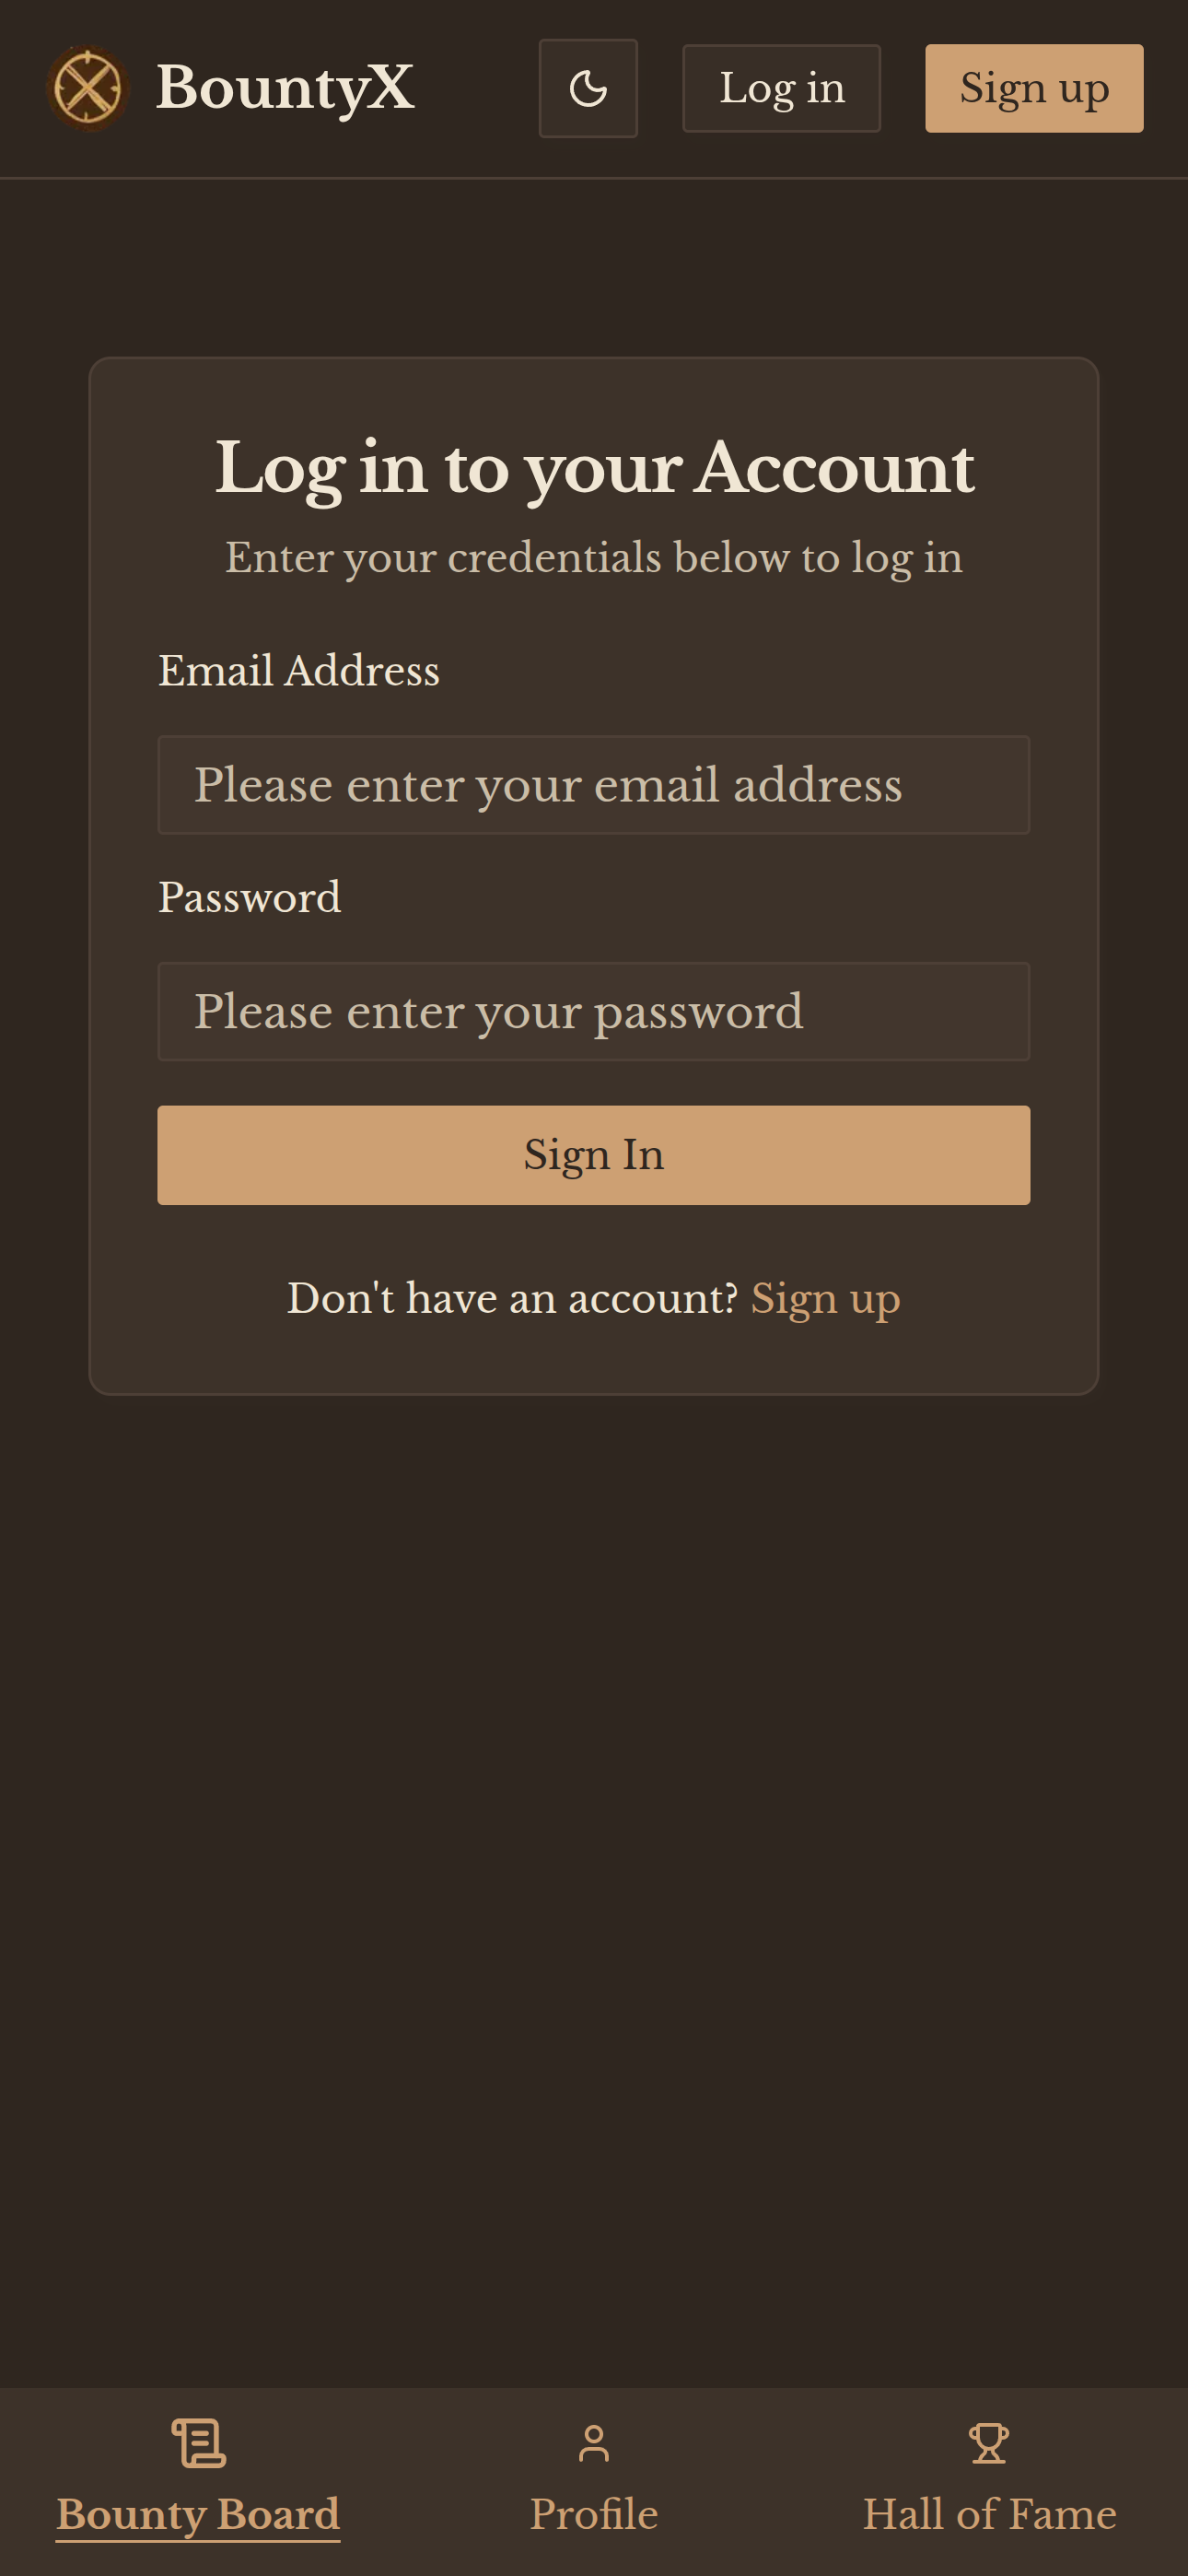 BountyX
Log in
Sign up
Log in to your Account
Enter your credentials below to log in
Email Address
Please enter your email address
Password
Please enter your password
Sign In
Don't have an account? Sign up
Bounty Board
Profile
Hall of Fame